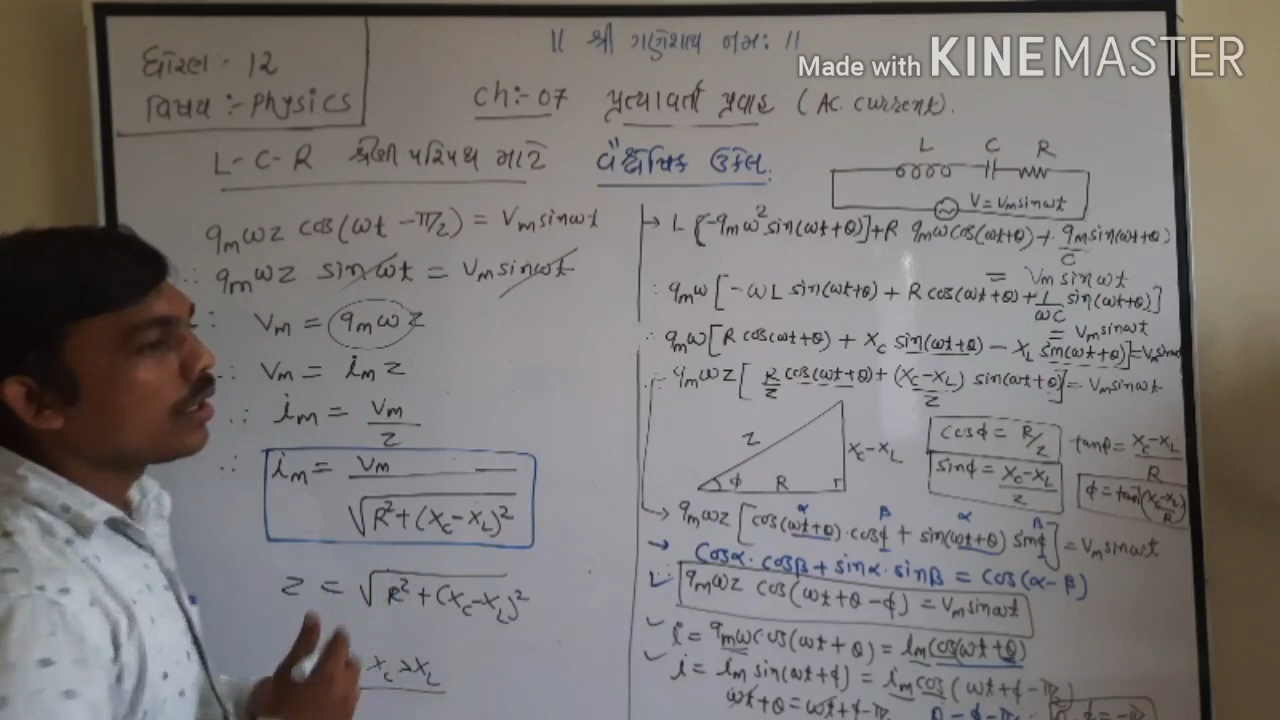 || श्री ગણેશાય નમઃ ||
Made with KINEMASTER
ધોરણ :- 12
વિષય :- Physics
Ch:- 07 પ્રત્યાવર્તી પ્રવાહ (AC current).
L-C-R શ્રેણી પરિપથ માટે વૈશ્લેષિક ઉકેલ.
qmωz cos(ωt - π/2) = Vm sinωt
∴ qmωz sinωt = Vm sinωt
∴ Vm = qmωz
∴ Vm = im z
∴ im = Vm/z
∴ im = Vm/√R²+(Xc-XL)²
z = √R²+(Xc-XL)²
Xc > XL
L C R
V = Vm sinωt
→ L[-qmω² sin(ωt+θ)] + R qmω cos(ωt+θ) + qm sin(ωt+θ)/C
= Vm sinωt
∴ qmω[-ωL sin(ωt+θ) + R cos(ωt+θ) + 1/ωC sin(ωt+θ)]
= Vm sinωt
∴ qmω[R cos(ωt+θ) + Xc sin(ωt+θ) - XL sin(ωt+θ)] = Vm sinωt
∴ qmωz[R/z cos(ωt+θ) + (Xc-XL)/z sin(ωt+θ)] = Vm sinωt
z
Xc-XL
ϕ R
cosϕ = R/z
sinϕ = Xc-XL/z
tanϕ = Xc-XL/R
ϕ = tan⁻¹(Xc-XL/R)
α β α β
→ qmωz[cos(ωt+θ)·cosϕ + sin(ωt+θ) sinϕ] = Vm sinωt
→ cosα·cosβ + sinα·sinβ = cos(α-β)
qmωz cos(ωt+θ-ϕ) = Vm sinωt
i = qmω cos(ωt+θ) = im cos(ωt+θ)
i = im sin(ωt+ϕ) = im cos(ωt+ϕ-π/2)